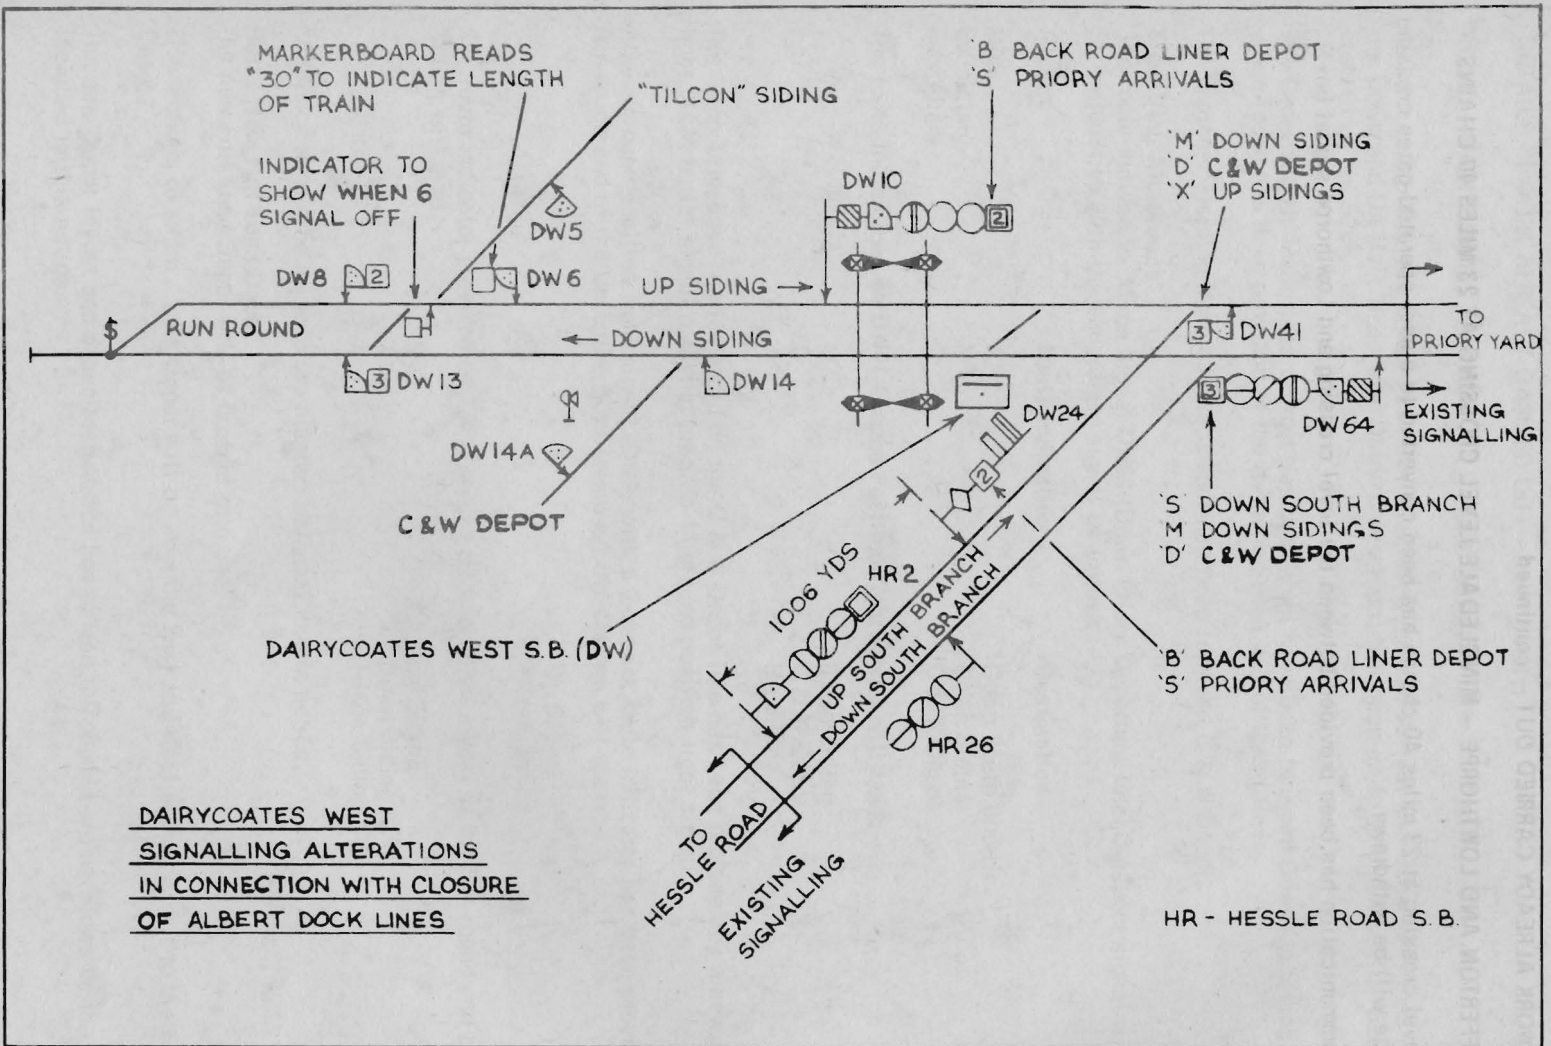 MARKERBOARD READS
"30" TO INDICATE LENGTH
OF TRAIN
"TILCON" SIDING
'B' BACK ROAD LINER DEPOT
'S' PRIORY ARRIVALS
INDICATOR TO
SHOW WHEN 6
SIGNAL OFF
DW5
DW10
2
'M' DOWN SIDING
'D' C&W DEPOT
'X' UP SIDINGS
DW8
2
DW6
UP SIDING
$
RUN ROUND
DOWN SIDING
3
DW41
TO
PRIORY YARD
3
DW13
DW14
DW24
3
DW64
EXISTING
SIGNALLING
DW14A
C&W DEPOT
2
'S' DOWN SOUTH BRANCH
M DOWN SIDINGS
'D' C&W DEPOT
1006 YDS
HR2
UP SOUTH BRANCH
DOWN SOUTH BRANCH
DAIRYCOATES WEST S.B. (DW)
'B' BACK ROAD LINER DEPOT
'S' PRIORY ARRIVALS
HR26
DAIRYCOATES WEST
SIGNALLING ALTERATIONS
IN CONNECTION WITH CLOSURE
OF ALBERT DOCK LINES
TO
HESSLE ROAD
EXISTING
SIGNALLING
HR - HESSLE ROAD S.B.